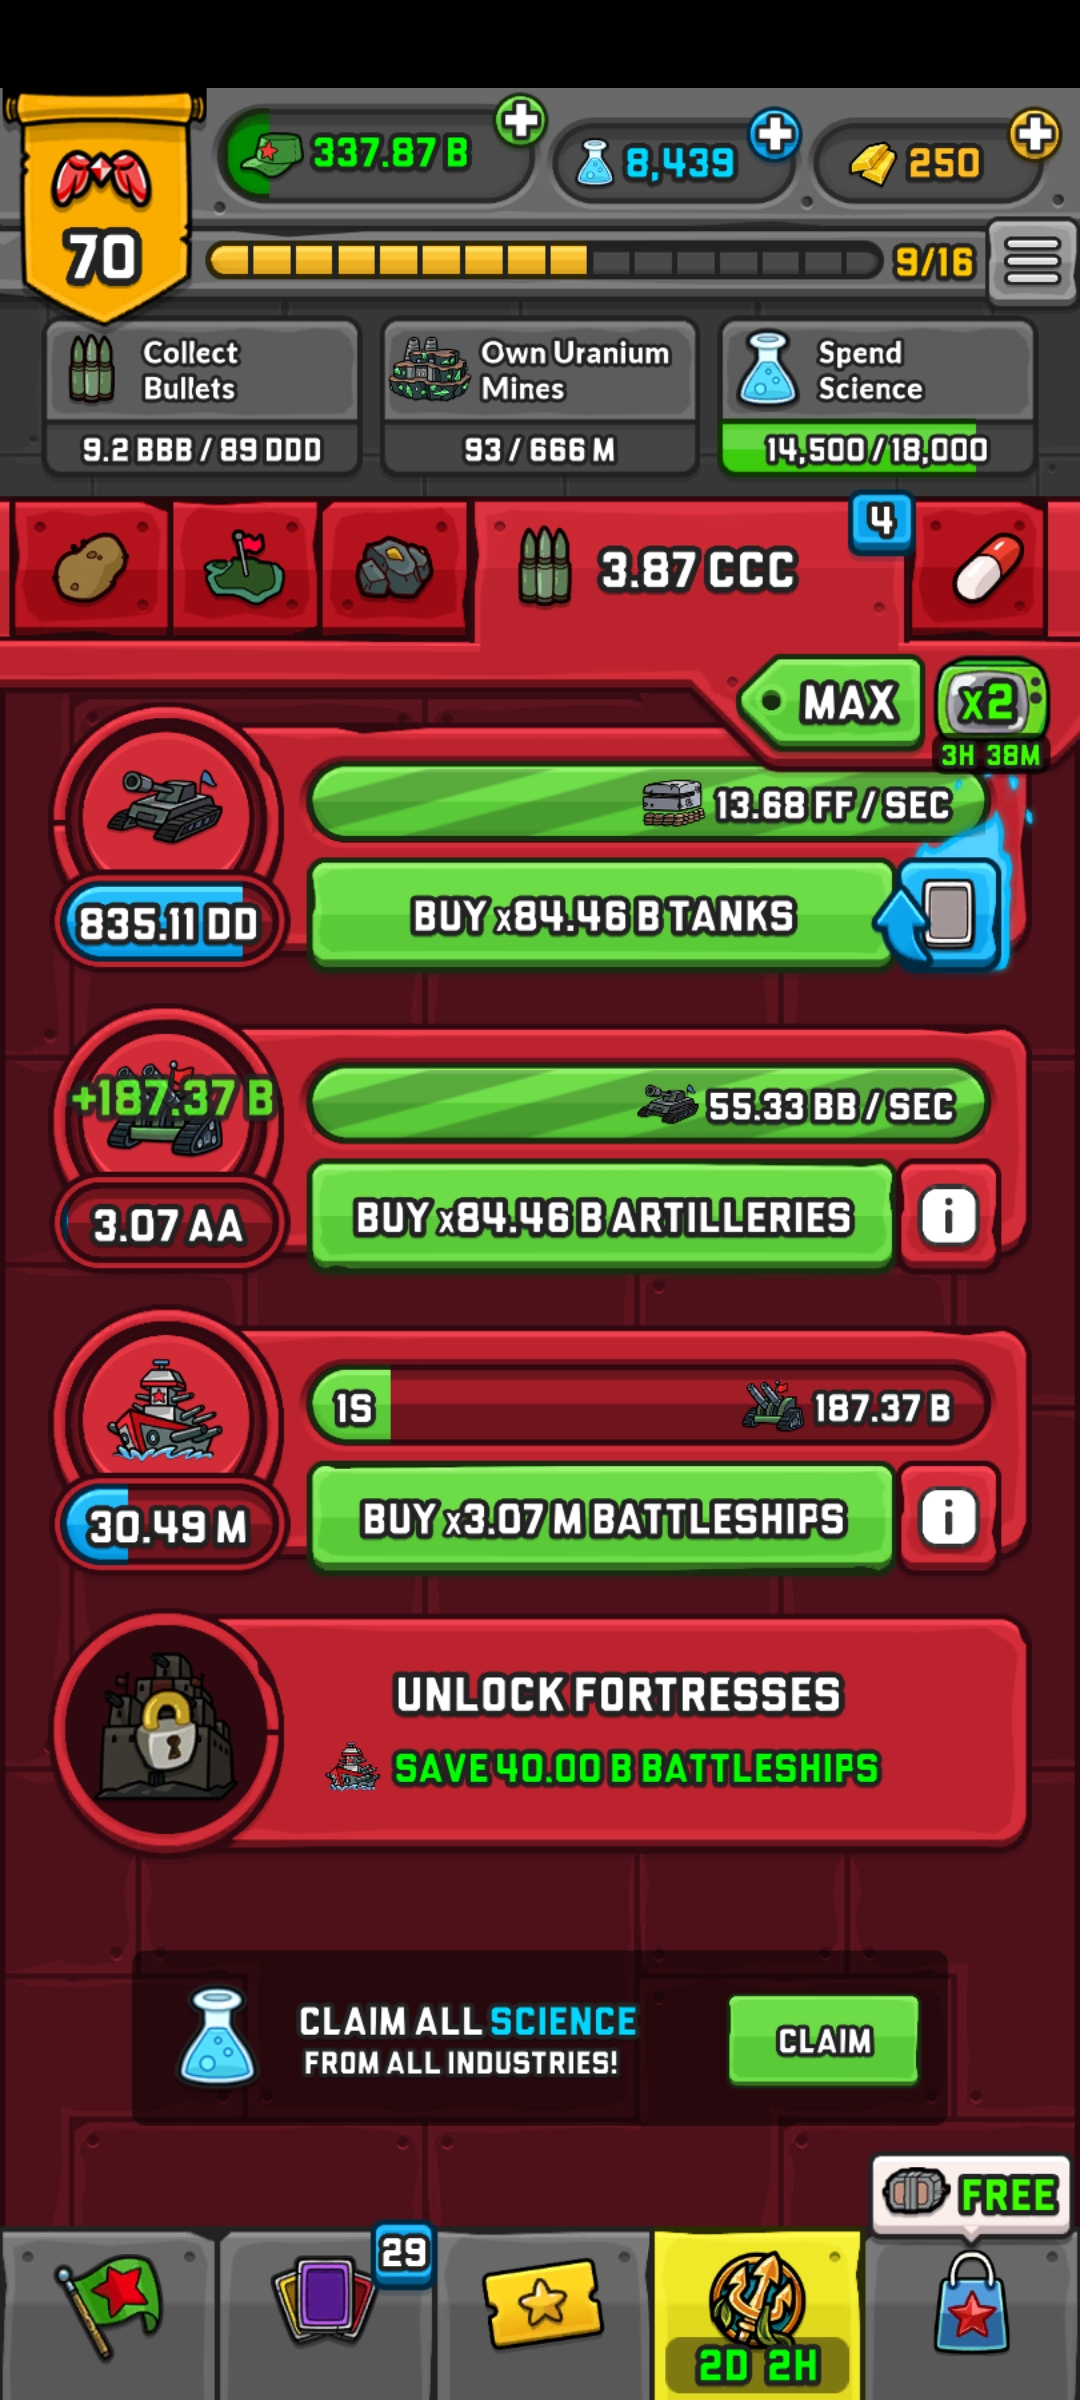 337.87 B
8,439
250
70
9/16
Collect
Bullets
9.2 BBB / 89 DDD
Own Uranium
Mines
93 / 666 M
Spend
Science
14,500 / 18,000
3.87 CCC
4
MAX
x2
3H 38M
13.68 FF / SEC
835.11 DD
BUY x84.46 B TANKS
+187.37 B
55.33 BB / SEC
3.07 AA
BUY x84.46 B ARTILLERIES
i
1S
187.37 B
30.49 M
BUY x3.07 M BATTLESHIPS
i
UNLOCK FORTRESSES
SAVE 40.00 B BATTLESHIPS
CLAIM ALL SCIENCE
FROM ALL INDUSTRIES!
CLAIM
FREE
29
2D 2H